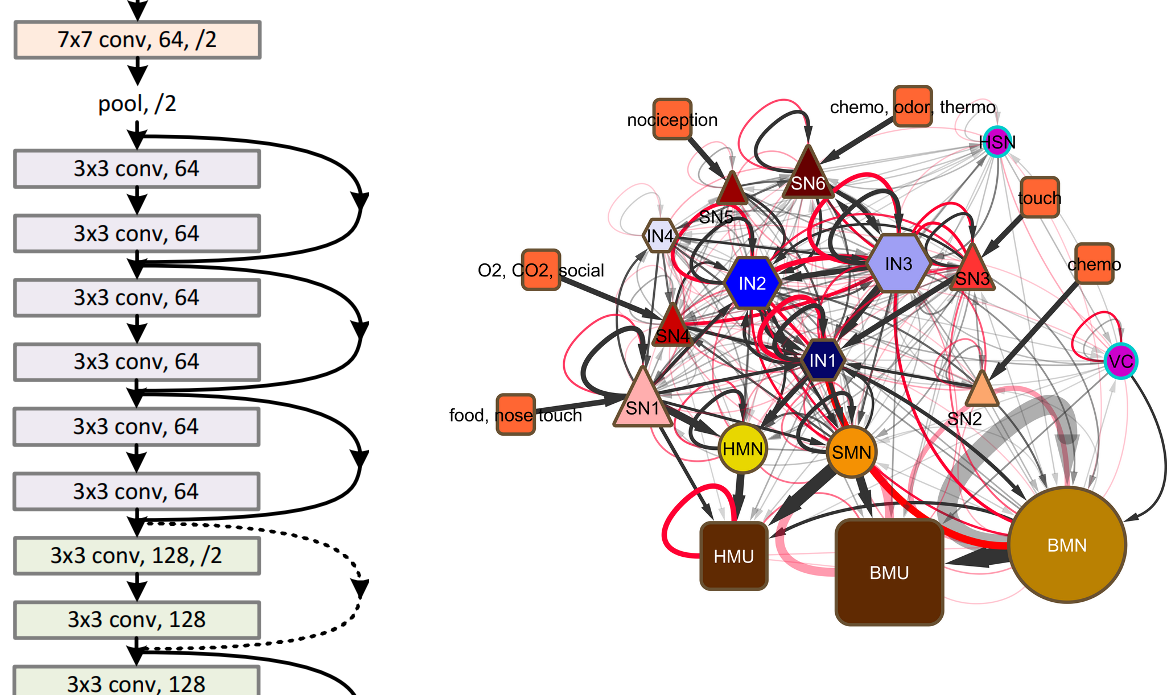 7x7 conv, 64, /2
pool, /2
3x3 conv, 64
3x3 conv, 64
3x3 conv, 64
3x3 conv, 64
3x3 conv, 64
3x3 conv, 64
3x3 conv, 128, /2
3x3 conv, 128
3x3 conv, 128
chemo, odor, thermo
nociception
HSN
SN6
touch
SN5
IN4
IN3
chemo
O2, CO2, social
IN2
SN3
SN4
IN1
VC
SN1
food, nose touch
SN2
HMN
SMN
HMU
BMU
BMN